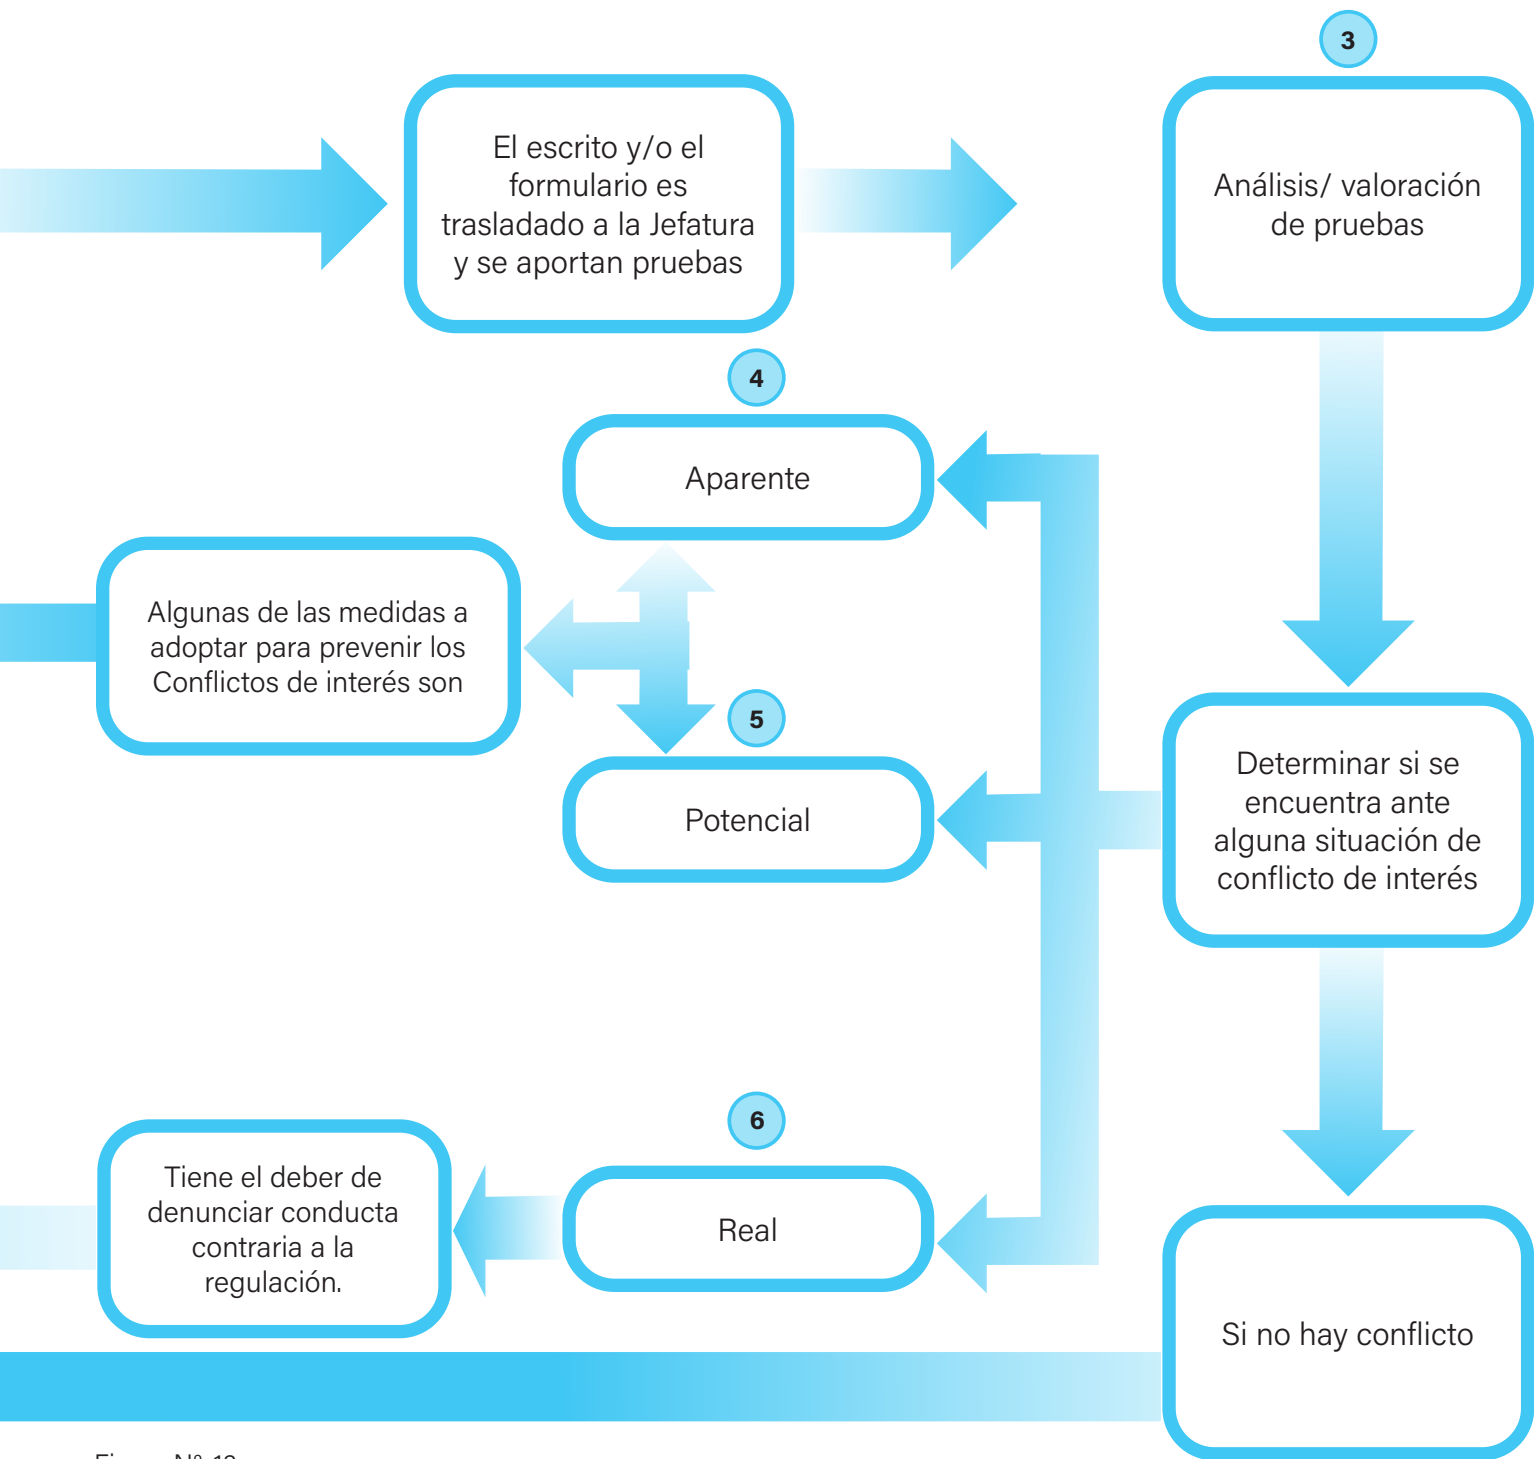 3
El escrito y/o el
formulario es
trasladado a la Jefatura
y se aportan pruebas
Análisis/ valoración
de pruebas
4
Aparente
Algunas de las medidas a
adoptar para prevenir los
Conflictos de interés son
5
Potencial
Determinar si se
encuentra ante
alguna situación de
conflicto de interés
6
Tiene el deber de
denunciar conducta
contraria a la
regulación.
Real
Si no hay conflicto